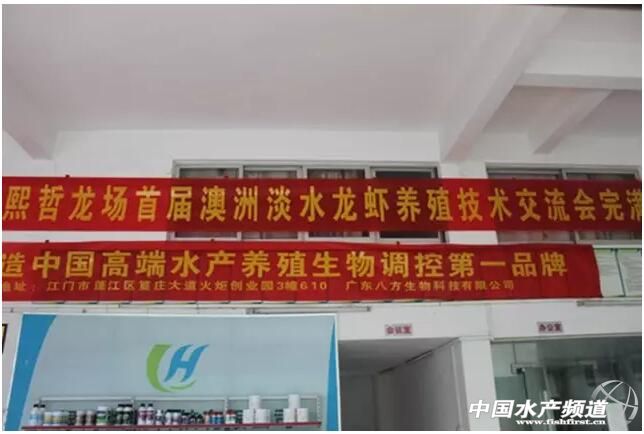 熙哲龙场首届澳洲淡水龙虾养殖技术交流会完满
造中国高端水产养殖生物调控第一品牌
地址：江门市蓬江区篁庄大道火炬创业园3幢610 广东八方生物科技有限公司
会议室
办公室
中国水产频道
www.fishfirst.cn